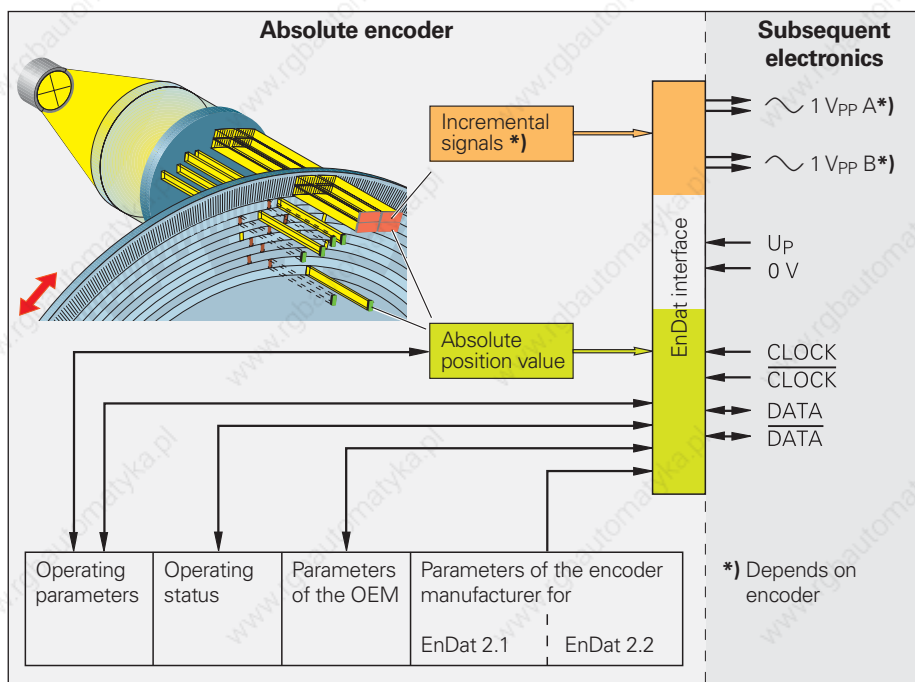 Absolute encoder
Subsequent
electronics
Incremental
signals *)
1 VPP A*)
1 VPP B*)
UP
0 V
EnDat interface
Absolute
position value
CLOCK
CLOCK
DATA
DATA
Operating
parameters
Operating
status
Parameters
of the OEM
Parameters of the encoder
manufacturer for
EnDat 2.1
EnDat 2.2
*) Depends on
encoder
www.rgbautomatyka.pl